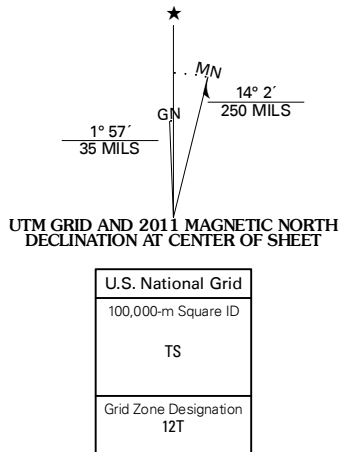 MN
GN
14° 2´
250 MILS
1° 57´
35 MILS
UTM GRID AND 2011 MAGNETIC NORTH
DECLINATION AT CENTER OF SHEET
U.S. National Grid
100,000-m Square ID
TS
Grid Zone Designation
12T